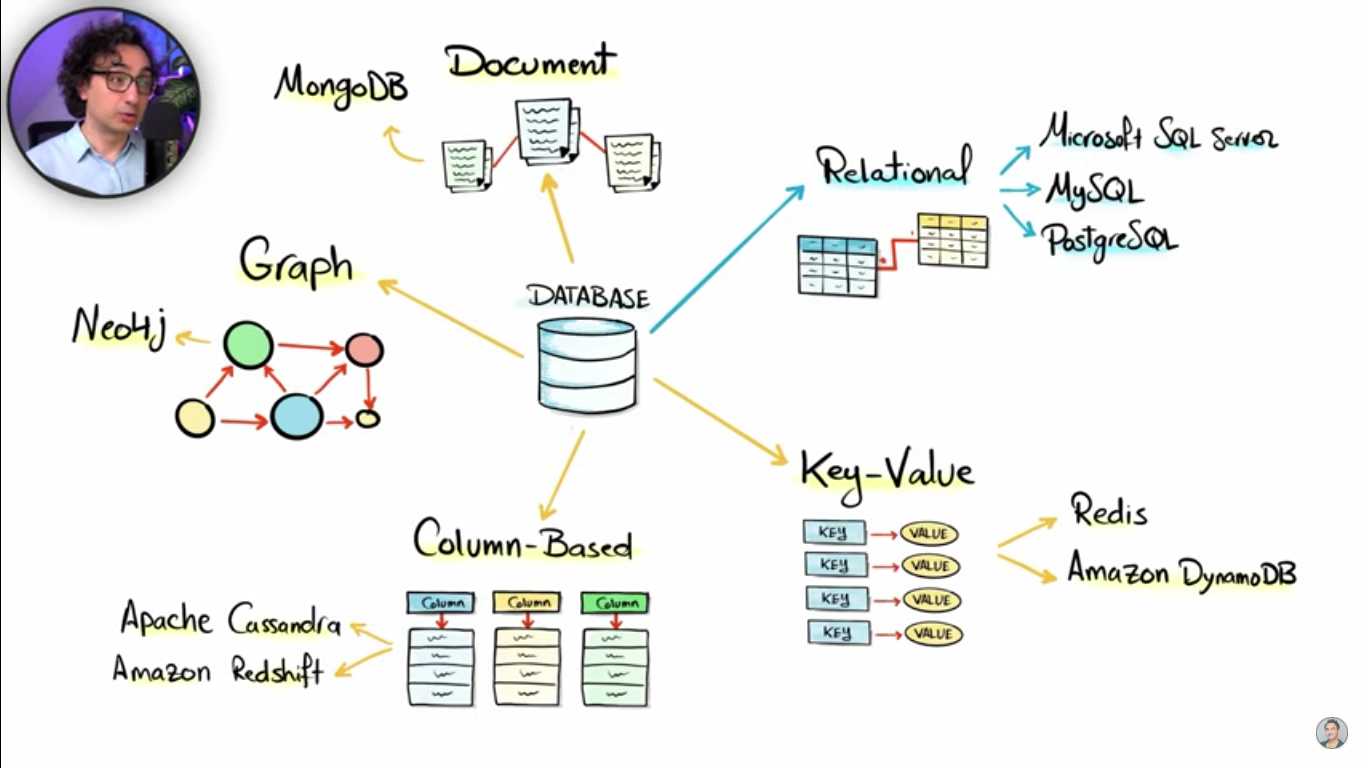 Document
MongoDB
Relational
Microsoft SQL Server
MySQL
PostgreSQL
Graph
Neo4j
DATABASE
Key-Value
KEY VALUE
KEY VALUE
KEY VALUE
KEY VALUE
Redis
Amazon DynamoDB
Column-Based
Column Column Column
Apache Cassandra
Amazon Redshift